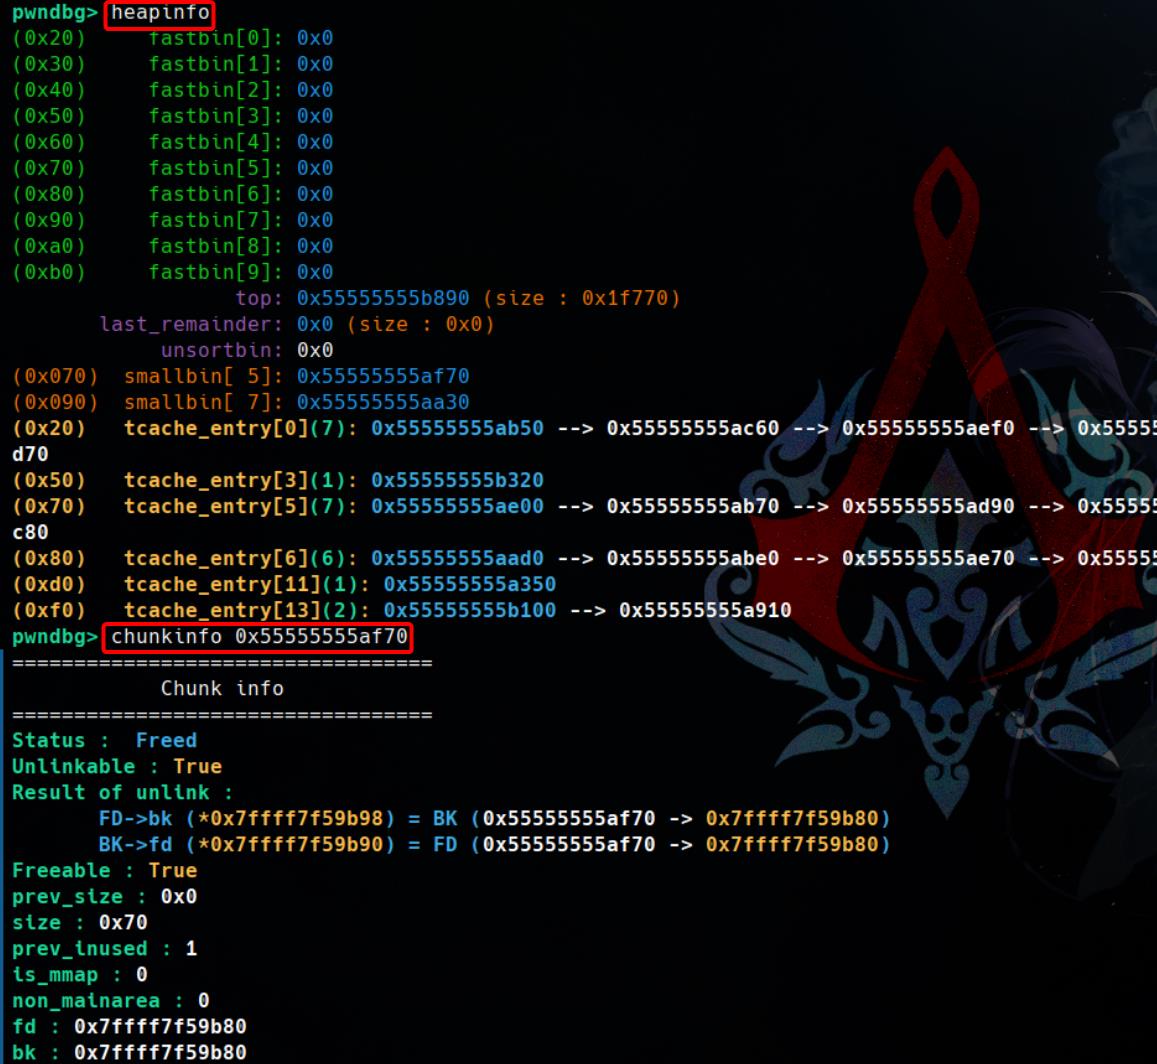 pwndbg> heapinfo
(0x20)     fastbin[0]: 0x0
(0x30)     fastbin[1]: 0x0
(0x40)     fastbin[2]: 0x0
(0x50)     fastbin[3]: 0x0
(0x60)     fastbin[4]: 0x0
(0x70)     fastbin[5]: 0x0
(0x80)     fastbin[6]: 0x0
(0x90)     fastbin[7]: 0x0
(0xa0)     fastbin[8]: 0x0
(0xb0)     fastbin[9]: 0x0
top: 0x55555555b890 (size : 0x1f770)
last_remainder: 0x0 (size : 0x0)
unsortbin: 0x0
(0x070)  smallbin[ 5]: 0x55555555af70
(0x090)  smallbin[ 7]: 0x55555555aa30
(0x20)   tcache_entry[0](7): 0x55555555ab50 --> 0x55555555ac60 --> 0x55555555aef0 --> 0x5555
d70
(0x50)   tcache_entry[3](1): 0x55555555b320
(0x70)   tcache_entry[5](7): 0x55555555ae00 --> 0x55555555ab70 --> 0x55555555ad90 --> 0x5555
c80
(0x80)   tcache_entry[6](6): 0x55555555aad0 --> 0x55555555abe0 --> 0x55555555ae70 --> 0x5555
(0xd0)   tcache_entry[11](1): 0x55555555a350
(0xf0)   tcache_entry[13](2): 0x55555555b100 --> 0x55555555a910
pwndbg> chunkinfo 0x55555555af70
==================================
Chunk info
==================================
Status :  Freed
Unlinkable : True
Result of unlink :
FD->bk (*0x7ffff7f59b98) = BK (0x55555555af70 -> 0x7ffff7f59b80)
BK->fd (*0x7ffff7f59b90) = FD (0x55555555af70 -> 0x7ffff7f59b80)
Freeable : True
prev_size : 0x0
size : 0x70
prev_inused : 1
is_mmap : 0
non_mainarea : 0
fd : 0x7ffff7f59b80
bk : 0x7ffff7f59b80